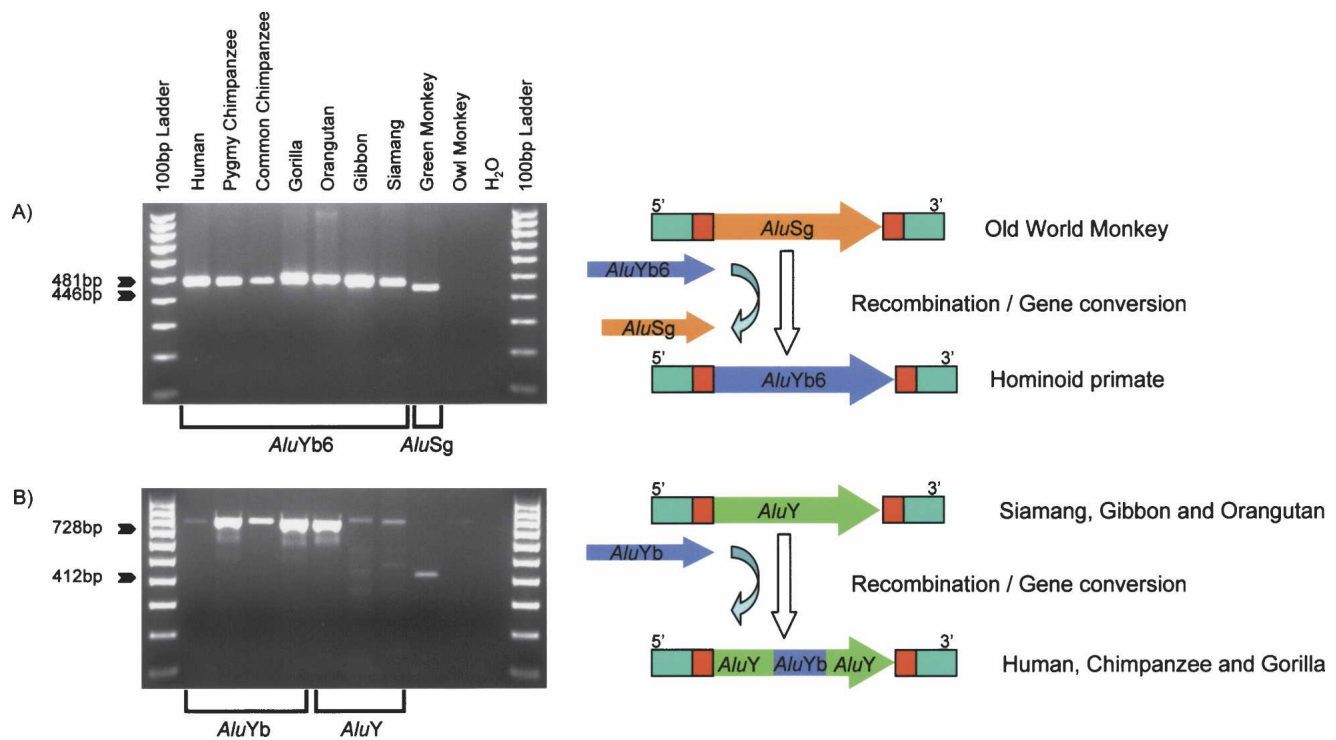 100bp Ladder
Human
Pygmy Chimpanzee
Common Chimpanzee
Gorilla
Orangutan
Gibbon
Siamang
Green Monkey
Owl Monkey
H2O
100bp Ladder
A)
481bp
446bp
AluYb6
AluSg
5’
3’
AluSg
Old World Monkey
AluYb6
Recombination / Gene conversion
AluSg
5’
3’
AluYb6
Hominoid primate
B)
728bp
412bp
AluYb
AluY
5’
3’
AluY
Siamang, Gibbon and Orangutan
AluYb
Recombination / Gene conversion
5’
3’
AluY AluYb AluY
Human, Chimpanzee and Gorilla